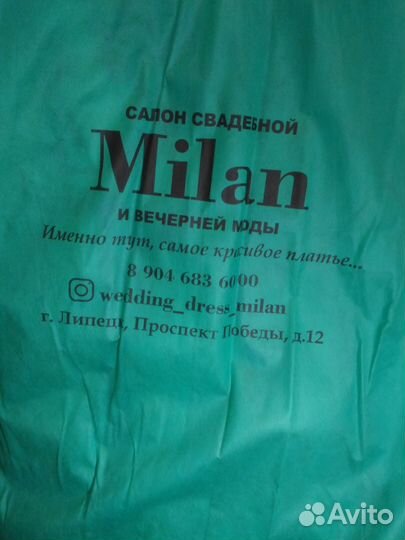 САЛОН СВАДЕБНОЙ
Milan
И ВЕЧЕРНЕЙ МОДЫ
Именно тут, самое красивое платье...
8 904 683 6000
wedding_dress_milan
г. Липецк, Проспект Победы, д.12
Avito